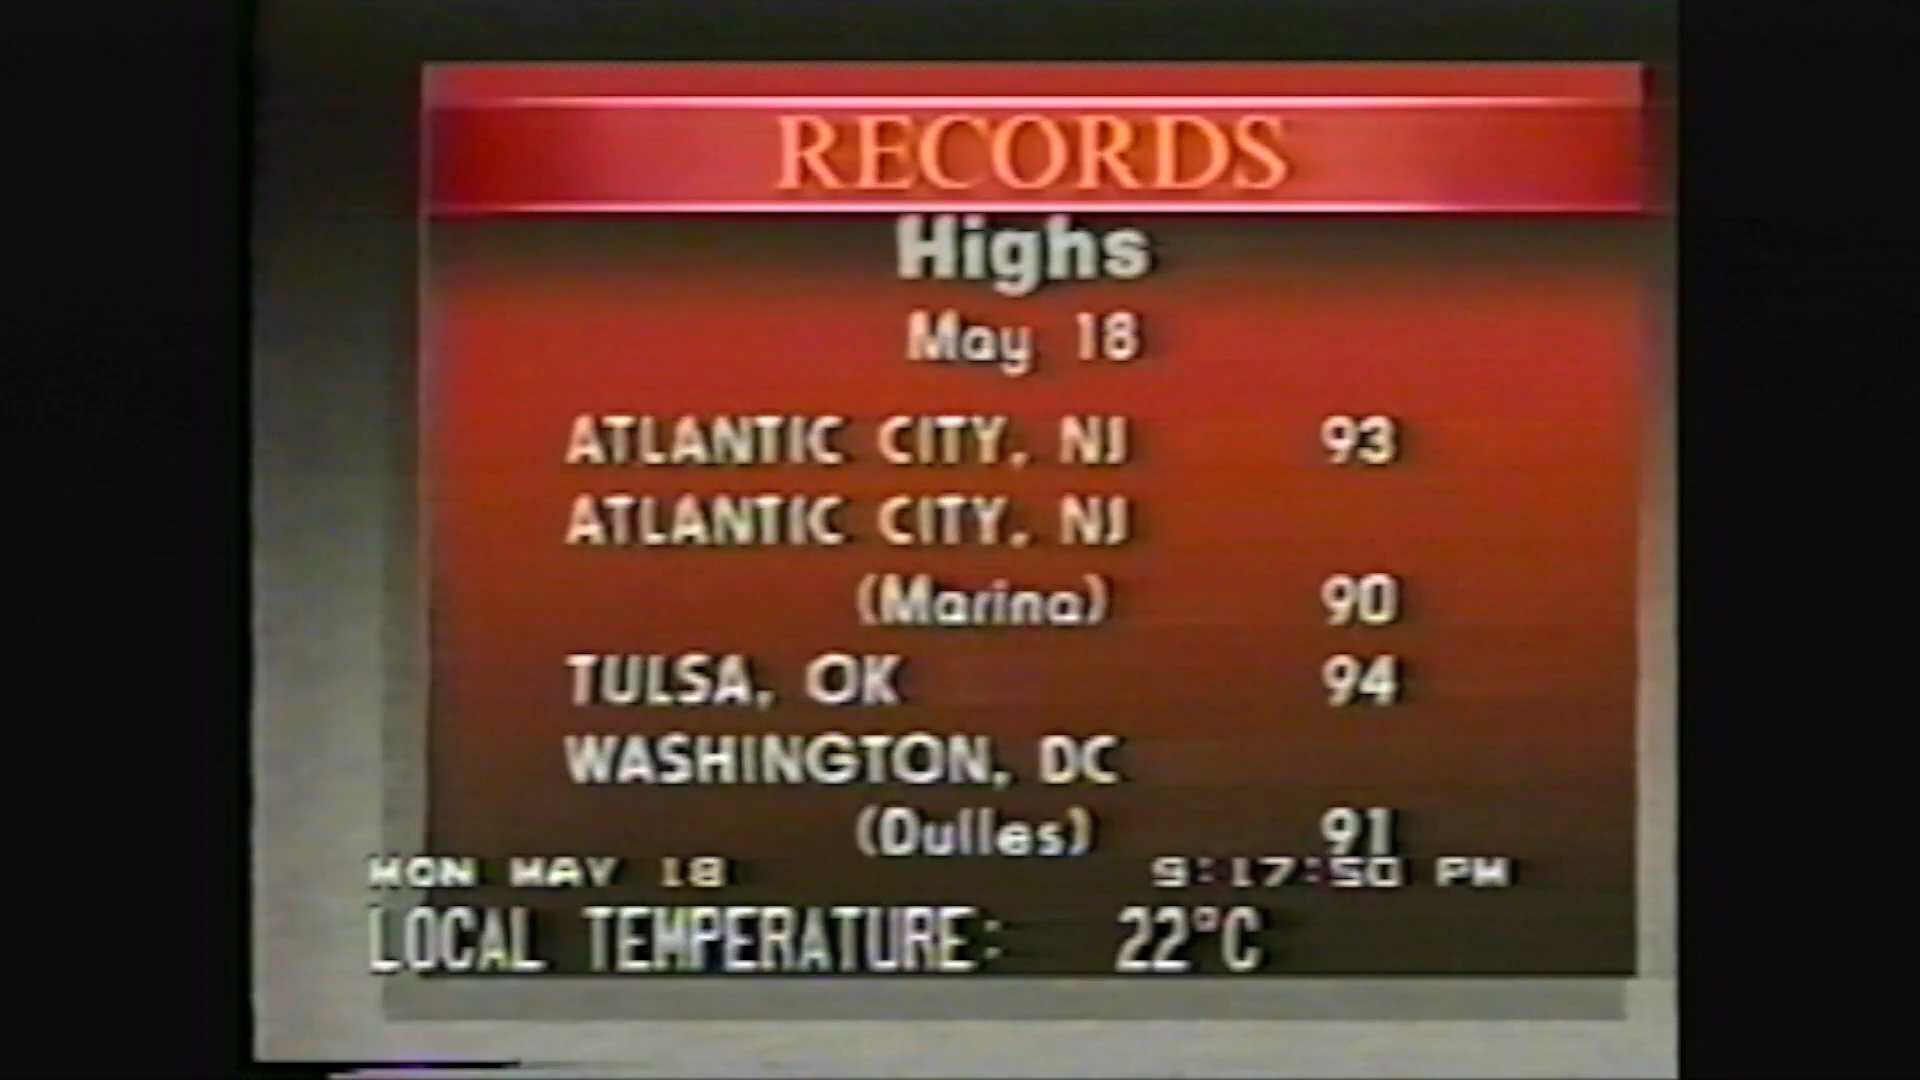 RECORDS
Highs
May 18
ATLANTIC CITY, NJ 93
ATLANTIC CITY, NJ
(Marina) 90
TULSA, OK 94
WASHINGTON, DC
(Dulles) 91
MON MAY 18 9:17:50 PM
LOCAL TEMPERATURE: 22°C